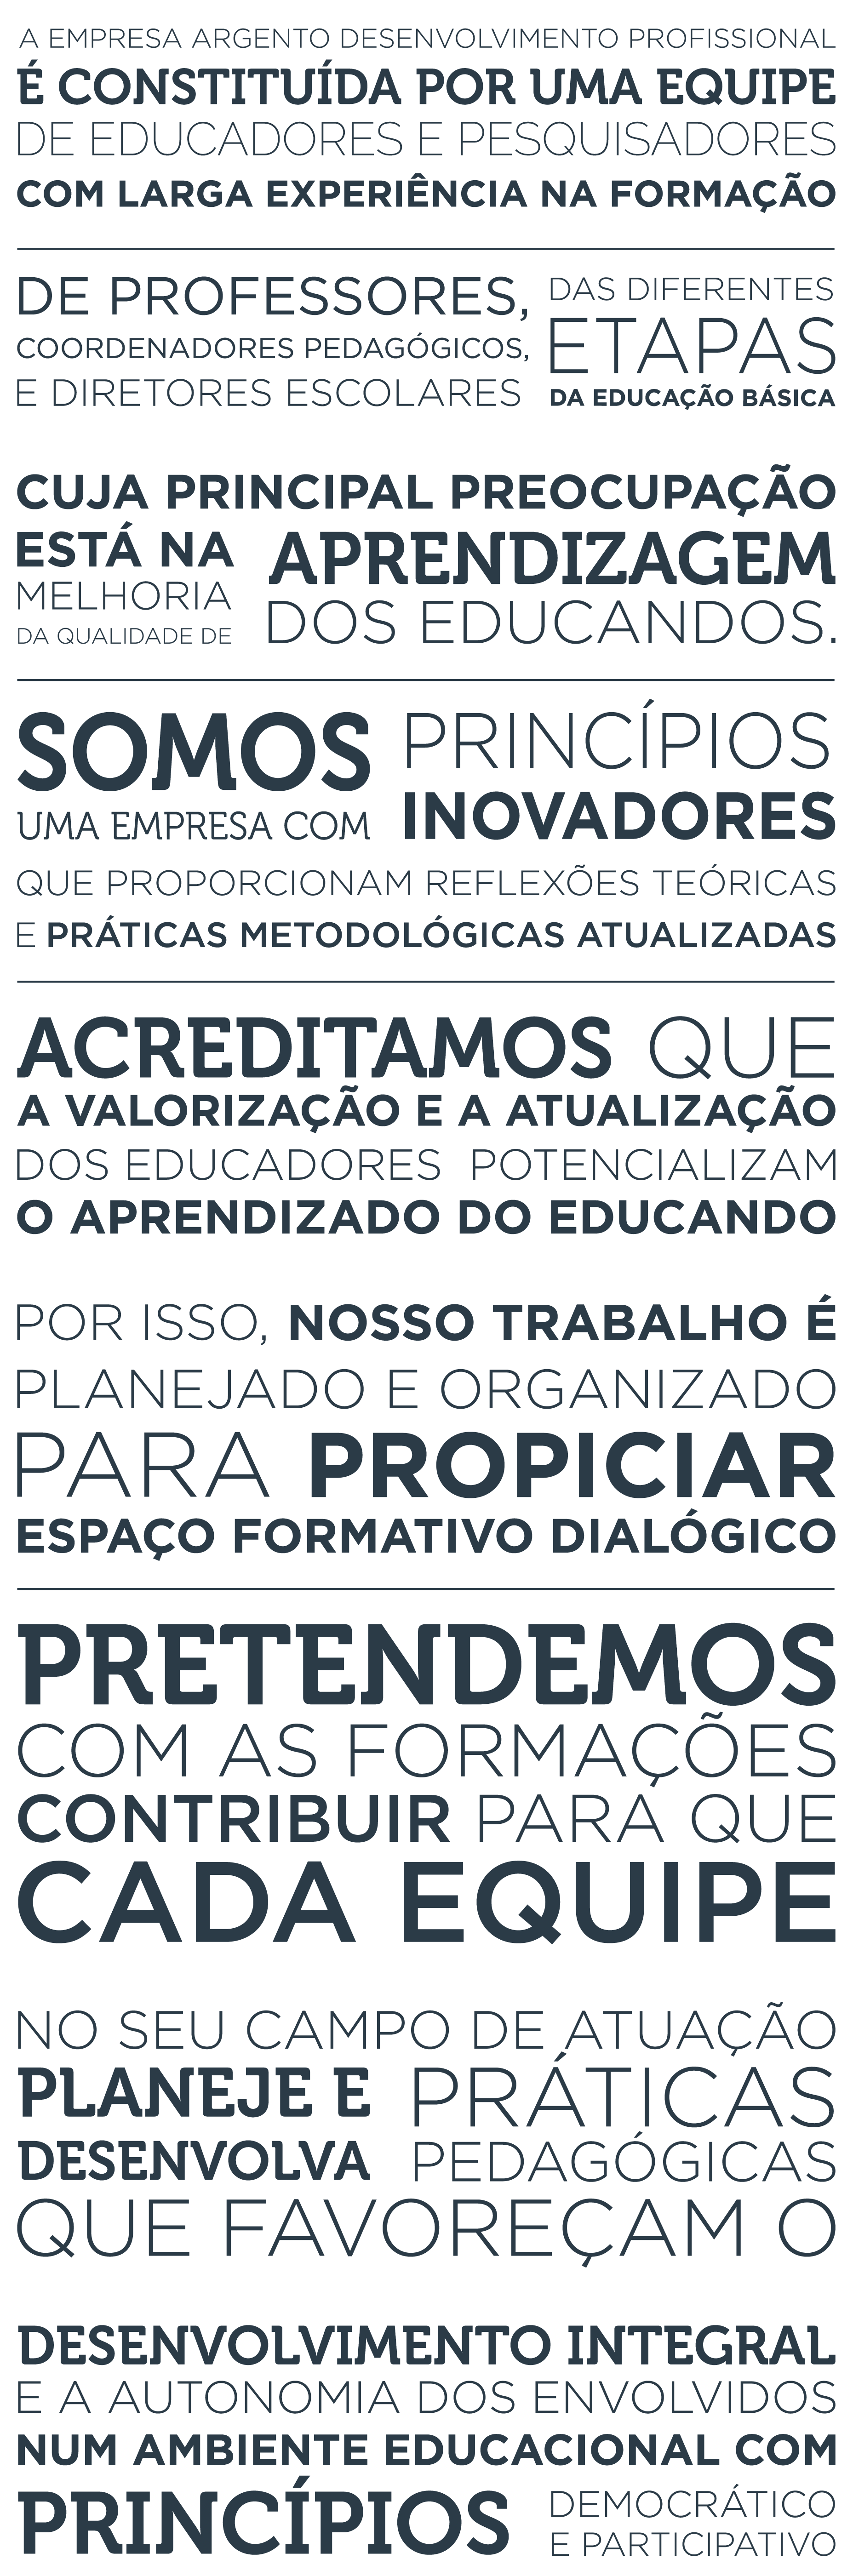 A EMPRESA ARGENTO DESENVOLVIMENTO PROFISSIONAL
É CONSTITUÍDA POR UMA EQUIPE
DE EDUCADORES E PESQUISADORES
COM LARGA EXPERIÊNCIA NA FORMAÇÃO
DE PROFESSORES,
COORDENADORES PEDAGÓGICOS,
E DIRETORES ESCOLARES
DAS DIFERENTES
ETAPAS
DA EDUCAÇÃO BÁSICA
CUJA PRINCIPAL PREOCUPAÇÃO
ESTÁ NA
MELHORIA
DA QUALIDADE DE
APRENDIZAGEM
DOS EDUCANDOS.
SOMOS
UMA EMPRESA COM
PRINCÍPIOS
INOVADORES
QUE PROPORCIONAM REFLEXÕES TEÓRICAS
E PRÁTICAS METODOLÓGICAS ATUALIZADAS
ACREDITAMOS QUE
A VALORIZAÇÃO E A ATUALIZAÇÃO
DOS EDUCADORES POTENCIALIZAM
O APRENDIZADO DO EDUCANDO
POR ISSO, NOSSO TRABALHO É
PLANEJADO E ORGANIZADO
PARA PROPICIAR
ESPAÇO FORMATIVO DIALÓGICO
PRETENDEMOS
COM AS FORMAÇÕES
CONTRIBUIR PARA QUE
CADA EQUIPE
NO SEU CAMPO DE ATUAÇÃO
PLANEJE E
DESENVOLVA
PRÁTICAS
PEDAGÓGICAS
QUE FAVOREÇAM O
DESENVOLVIMENTO INTEGRAL
E A AUTONOMIA DOS ENVOLVIDOS
NUM AMBIENTE EDUCACIONAL COM
PRINCÍPIOS
DEMOCRÁTICO
E PARTICIPATIVO